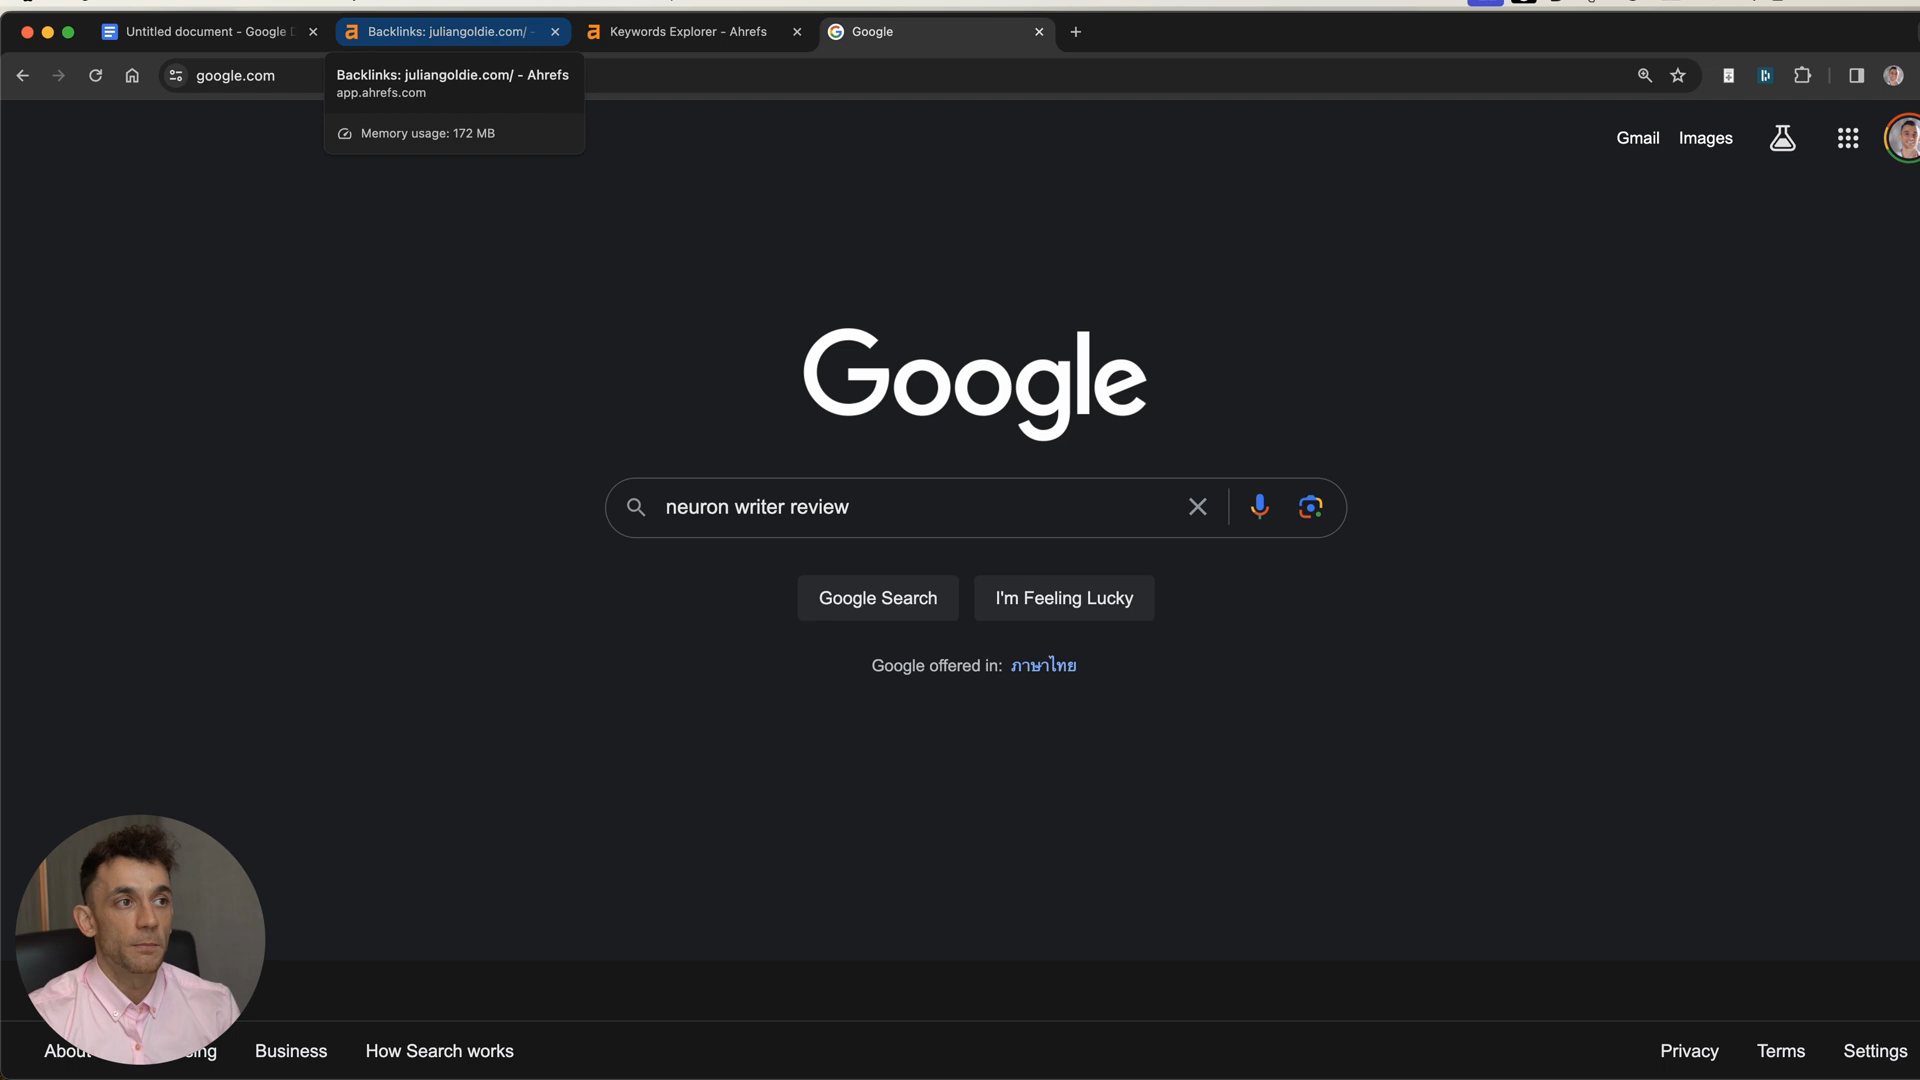 Untitled document - Google
Backlinks: juliangoldie.com/ -
Keywords Explorer - Ahrefs
Google
google.com
Backlinks: juliangoldie.com/ - Ahrefs
app.ahrefs.com
Memory usage: 172 MB
Gmail
Images
Google
neuron writer review
Google Search
I'm Feeling Lucky
Google offered in: ภาษาไทย
About
Business
How Search works
Privacy
Terms
Settings